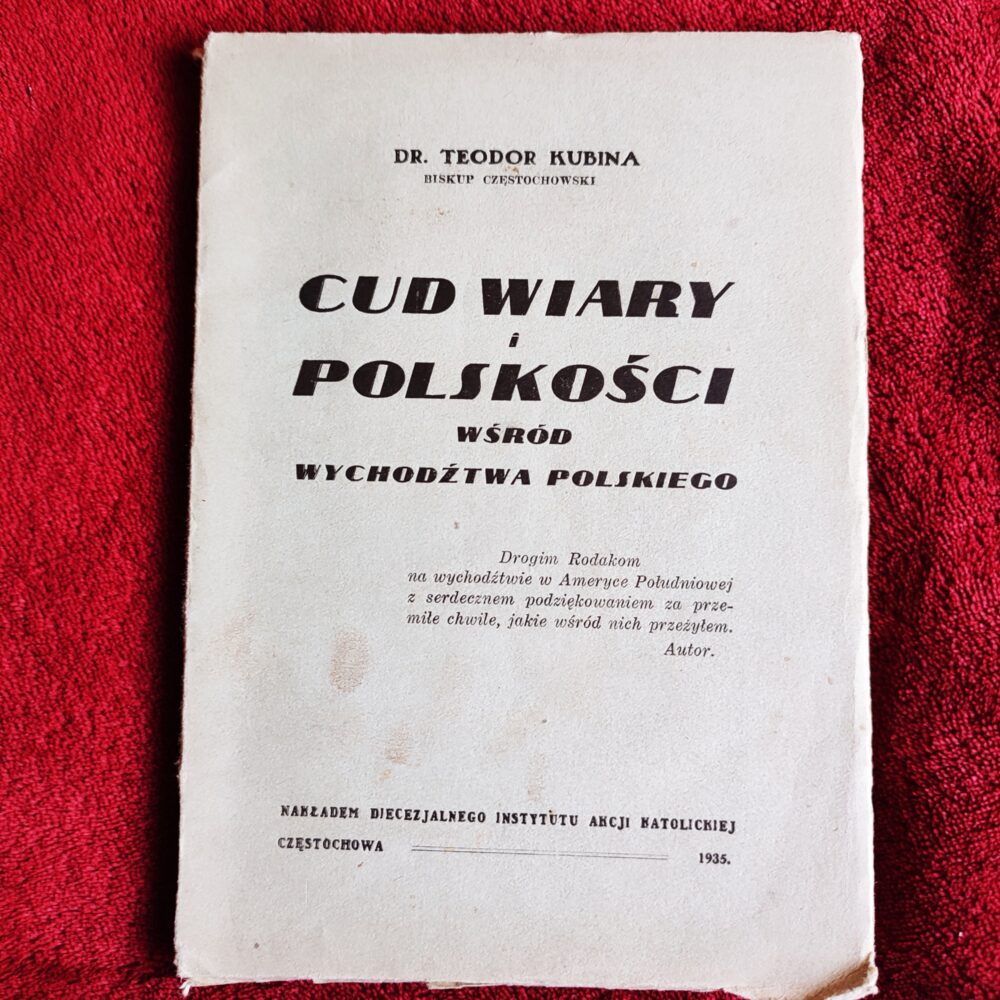 DR. TEODOR KUBINA
BISKUP CZĘSTOCHOWSKI
CUD WIARY
i
POLSKOŚCI
WŚRÓD
WYCHODŹTWA POLSKIEGO
Drogim Rodakom
na wychodźtwie w Ameryce Południowej
z serdecznem podziękowaniem za prze-
miłe chwile, jakie wśród nich przeżyłem.
Autor.
NAKŁADEM DIECEZJALNEGO INSTYTUTU AKCJI KATOLICKIEJ
CZĘSTOCHOWA 1935.